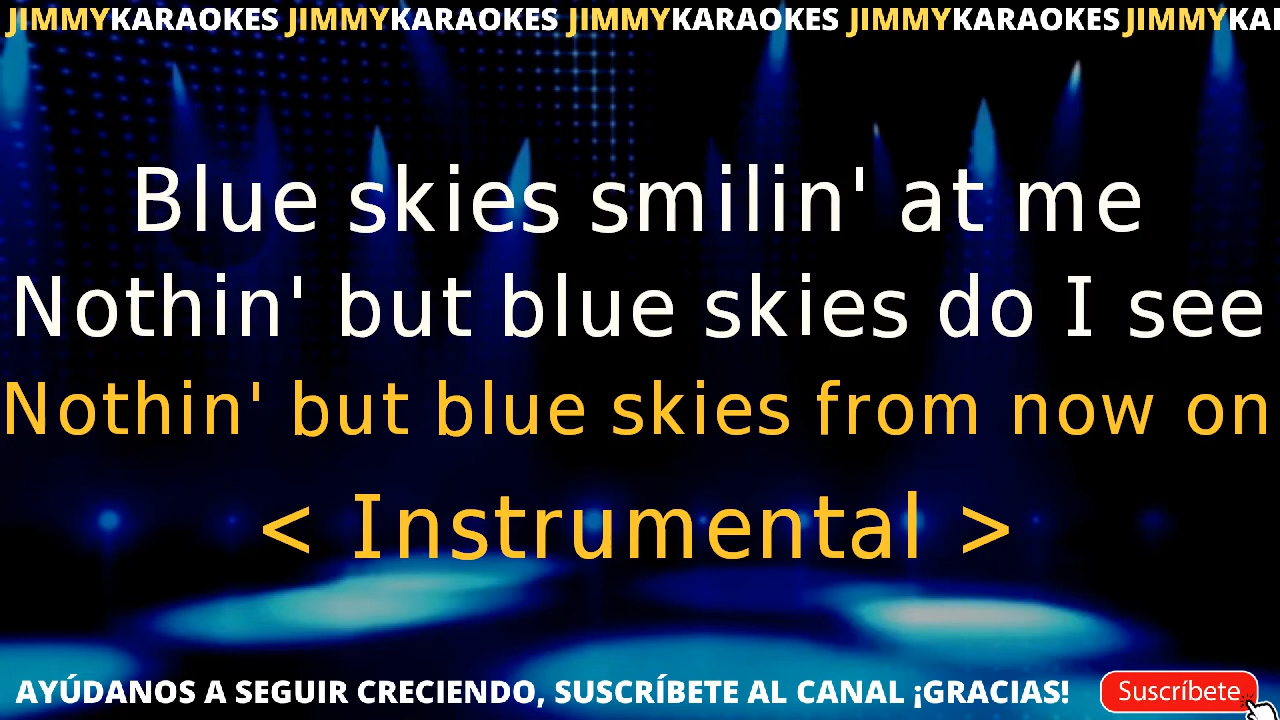 JIMMYKARAOKES JIMMYKARAOKES JIMMYKARAOKES JIMMYKARAOKES JIMMYKAR
Blue skies smilin' at me
Nothin' but blue skies do I see
Nothin' but blue skies from now on
< Instrumental >
AYÚDANOS A SEGUIR CRECIENDO, SUSCRÍBETE AL CANAL ¡GRACIAS! Suscríbete